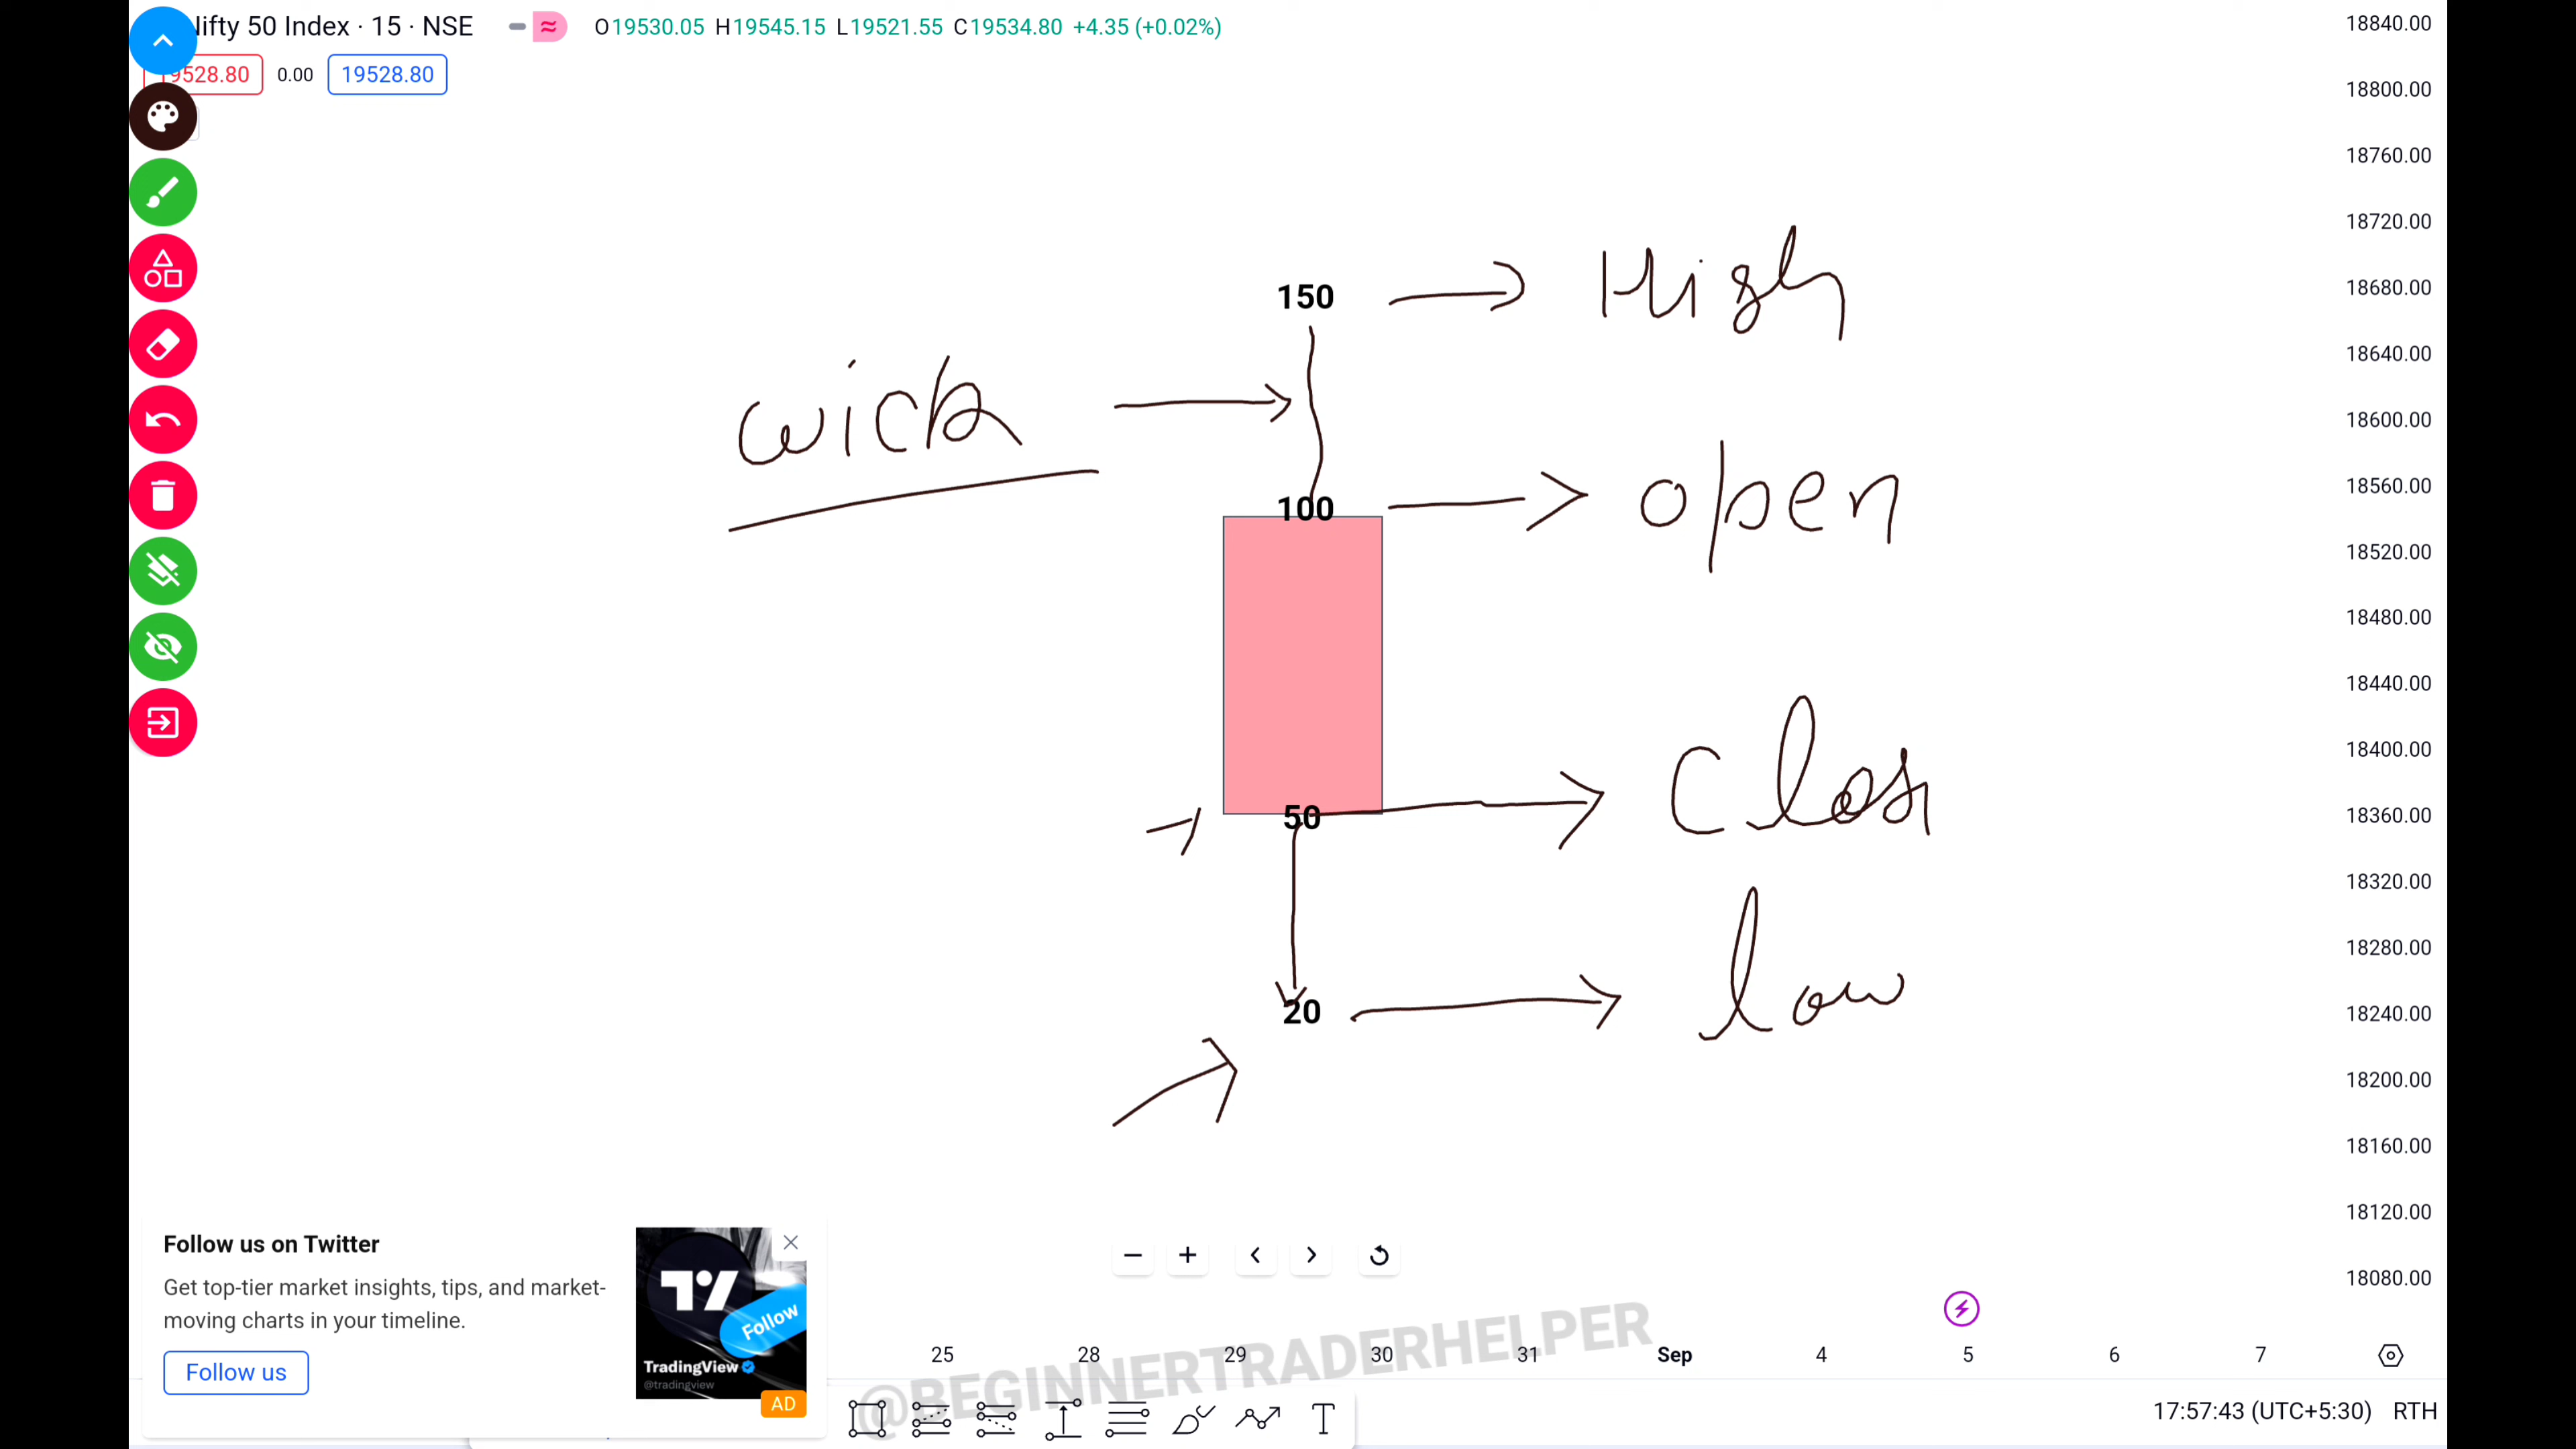 Nifty 50 Index · 15 · NSE O19530.05 H19545.15 L19521.55 C19534.80 +4.35 (+0.02%)
19528.80 0.00 19528.80
18840.00
18800.00
18760.00
18720.00
18680.00
18640.00
18600.00
18560.00
18520.00
18480.00
18440.00
18400.00
18360.00
18320.00
18280.00
18240.00
18200.00
18160.00
18120.00
18080.00
150 High
wick
100 open
50 Clos
20 low
Follow us on Twitter
Get top-tier market insights, tips, and market-
moving charts in your timeline.
Follow us
Follow
TradingView
@tradingview
AD
25 28 29 30 31 Sep 4 5 6 7
@BEGINNERTRADERHELPER
T
17:57:43 (UTC+5:30) RTH